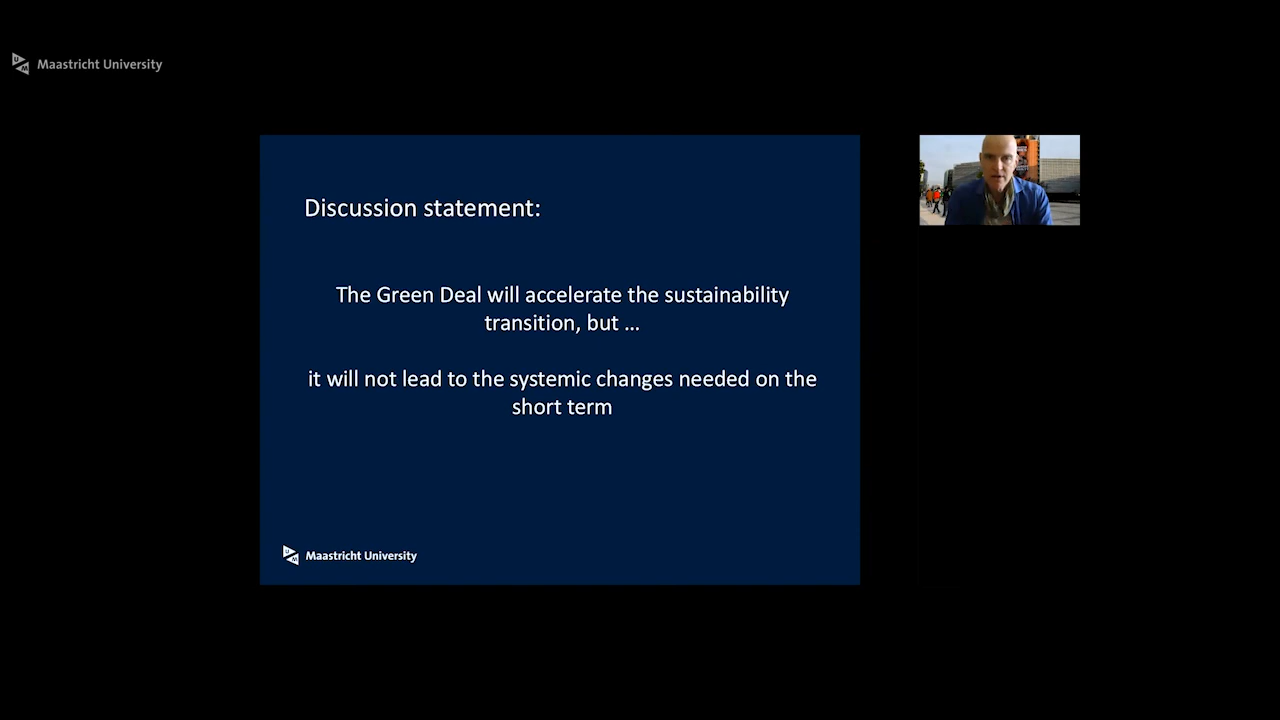 Maastricht University
Discussion statement:
The Green Deal will accelerate the sustainability
transition, but ...
it will not lead to the systemic changes needed on the
short term
Maastricht University